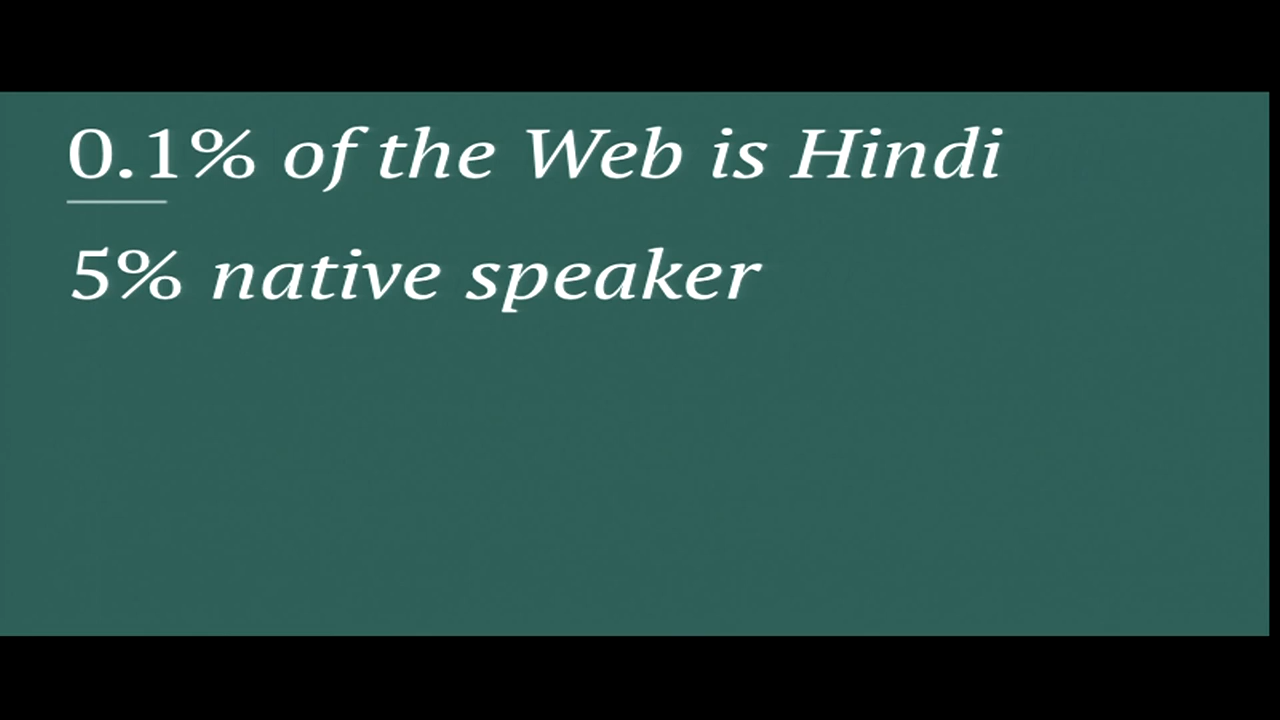 0.1% of the Web is Hindi
5% native speaker